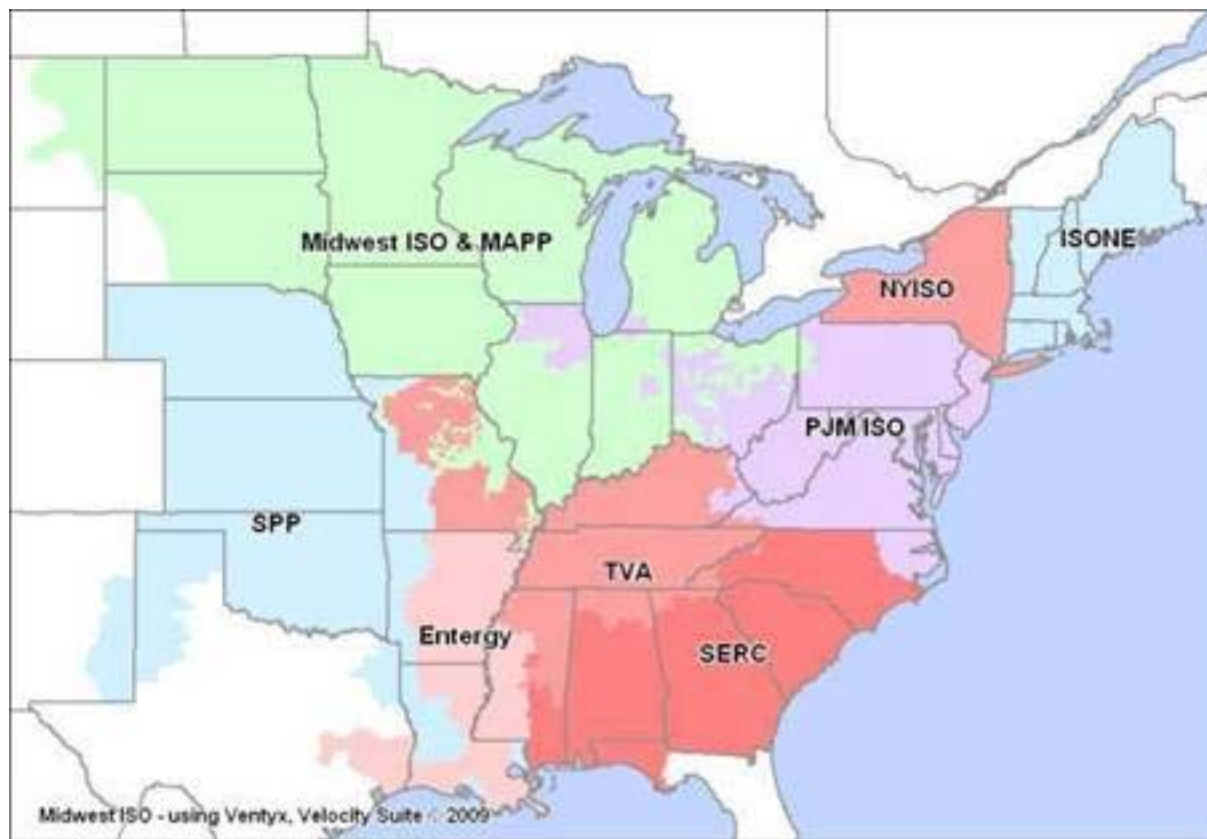 Midwest ISO & MAPP
ISONE
NYISO
PJM ISO
SPP
TVA
Entergy
SERC
Midwest ISO - using Ventyx, Velocity Suite © 2009